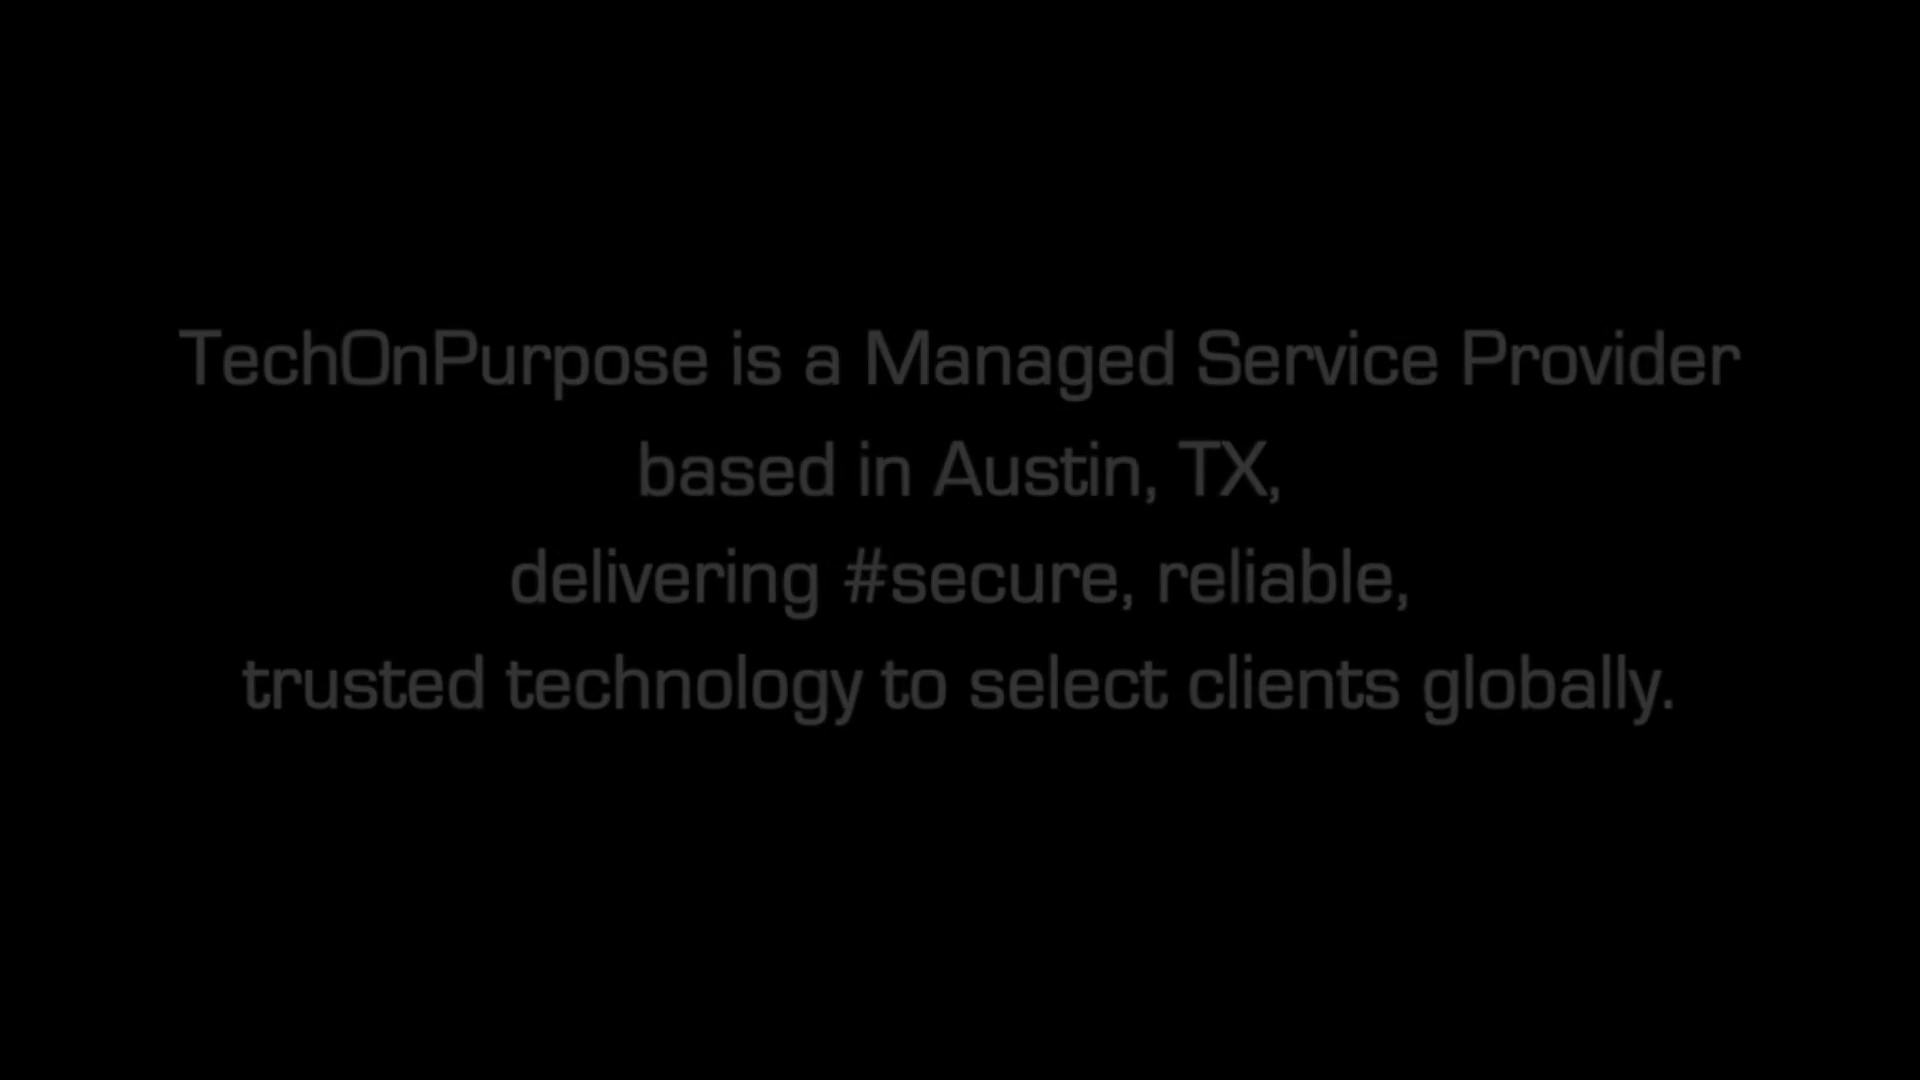 TechOnPurpose is a Managed Service Provider
based in Austin, TX,
delivering #secure, reliable,
trusted technology to select clients globally.